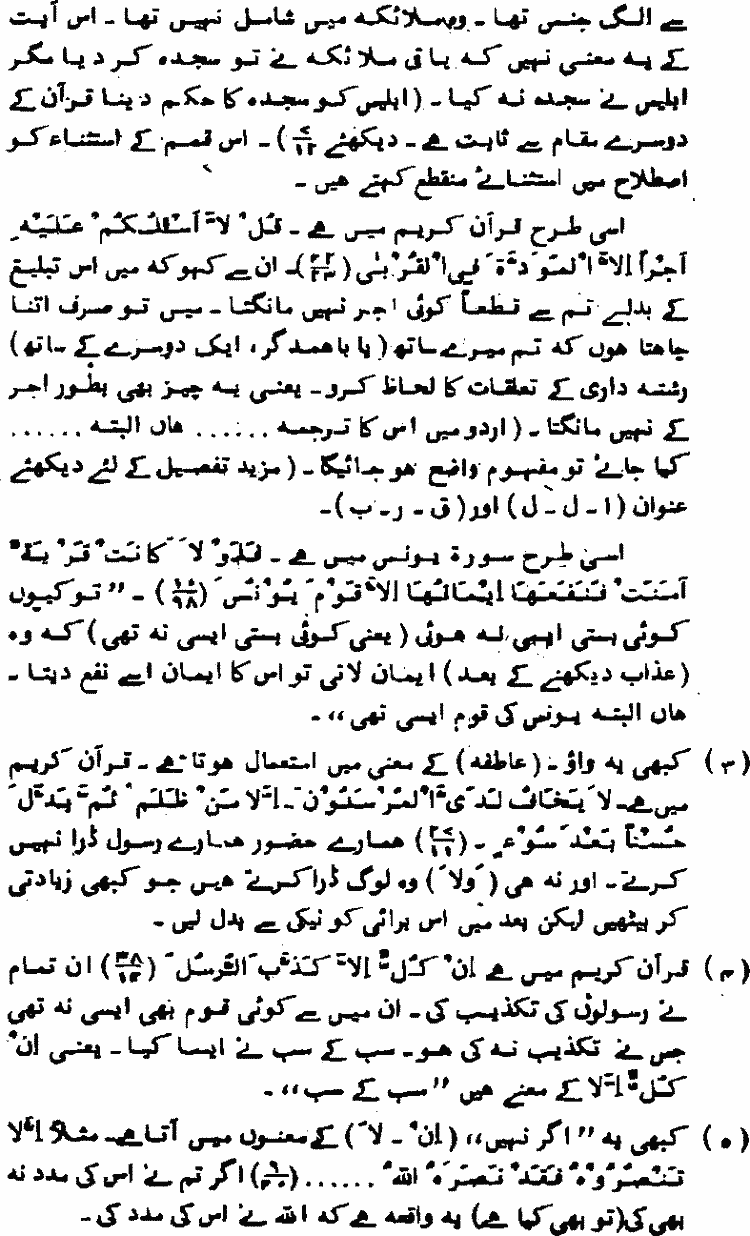 سے الگ جنس تھا ۔ وہ ملائکہ میں شامل نہیں تھا ۔ اس آیت
کے یہ معنی نہیں کہ باقی ملائکہ نے تو سجدہ کر دیا مگر
ابلیس نے سجدہ نہ کیا ۔ (ابلیس کو سجدہ کا حکم دینا قرآن کے
دوسرے مقام سے ثابت ہے ۔ دیکھئے ۷/۱۲) ۔ اس قسم کے استثناء کو
اصطلاح میں استثنائے منقطع کہتے ہیں ۔
اسی طرح قرآن کریم میں ہے ۔ قُلْ لَا اَسْئَلُکُمْ عَلَیْہِ
اَجْرًا اِلَّا الْمَوَدَّۃَ فِی الْقُرْبٰی (۴۲/۲۳)۔ ان سے کہو کہ میں اس تبلیغ
کے بدلے تم سے قطعاً کوئی اجر نہیں مانگتا ۔ میں تو صرف اتنا
چاہتا ہوں کہ تم میرے ساتھ (یا باہمدگر، ایک دوسرے کے ساتھ)
رشتہ داری کے تعلقات کا لحاظ کرو۔ یعنی یہ چیز بھی بطور اجر
کے نہیں مانگتا ۔ (اردو میں اس کا ترجمہ ...... ہاں البتہ ......
کیا جائے تو مفہوم واضح ہو جائیگا ۔ (مزید تفصیل کے لئے دیکھئے
عنوان (ا ۔ ل ۔ ل) اور (ق ۔ ر ۔ ب) ۔
اسی طرح سورۃ یونس میں ہے ۔ فَلَوْ لَا کَانَتْ قَرْیَۃٌ
اٰمَنَتْ فَنَفَعَہَا اِیْمَانُہَا اِلَّا قَوْمَ یُوْنُسَ (۱۰/۹۸) ۔ ”تو کیوں
کوئی بستی ایسی نہ ہوئی (یعنی کوئی بستی ایسی نہ تھی) کہ وہ
(عذاب دیکھنے کے بعد) ایمان لاتی تو اس کا ایمان اسے نفع دیتا ۔
ہاں البتہ یونس کی قوم ایسی تھی“ ۔
(۳) کبھی یہ واؤ ۔ (عاطفہ) کے معنی میں استعمال ہوتا ہے ۔ قرآن کریم
میں ہے۔ لَا یَخَافُ لَدَیَّ الْمُرْسَلُوْنَ ۔ اِلَّا مَنْ ظَلَمَ ثُمَّ بَدَّلَ
حُسْنًا بَعْدَ سُوْءٍ ۔ (۲۷/۱۱) ہمارے حضور ہمارے رسول ڈرا نہیں
کرتے۔ اور نہ ہی (وَلَا) وہ لوگ ڈرا کرتے ہیں جو کبھی زیادتی
کر بیٹھیں لیکن بعد میں اس برائی کو نیکی سے بدل لیں ۔
(۴) قرآن کریم میں ہے اِنْ کُلٌّ اِلَّا کَذَّبَ الرُّسُلَ (۳۸/۱۴) ان تمام
نے رسولوں کی تکذیب کی ۔ ان میں سے کوئی قوم بھی ایسی نہ تھی
جس نے تکذیب نہ کی ہو۔ سب کے سب نے ایسا کیا ۔ یعنی اِنْ
کُلٌّ اِلَّا کے معنے ہیں ”سب کے سب“ ۔
(۵) کبھی یہ ”اگر نہیں“ (اِنْ ۔ لَا) کے معنوں میں آتا ہے۔ مثلاً اِلَّا
تَنْصُرُوْہُ فَقَدْ نَصَرَہُ اللہُ ...... (۹/۴۰) اگر تم نے اس کی مدد نہ
بھی کی (تو بھی کیا ہے) یہ واقعہ ہے کہ اللہ نے اس کی مدد کی ۔